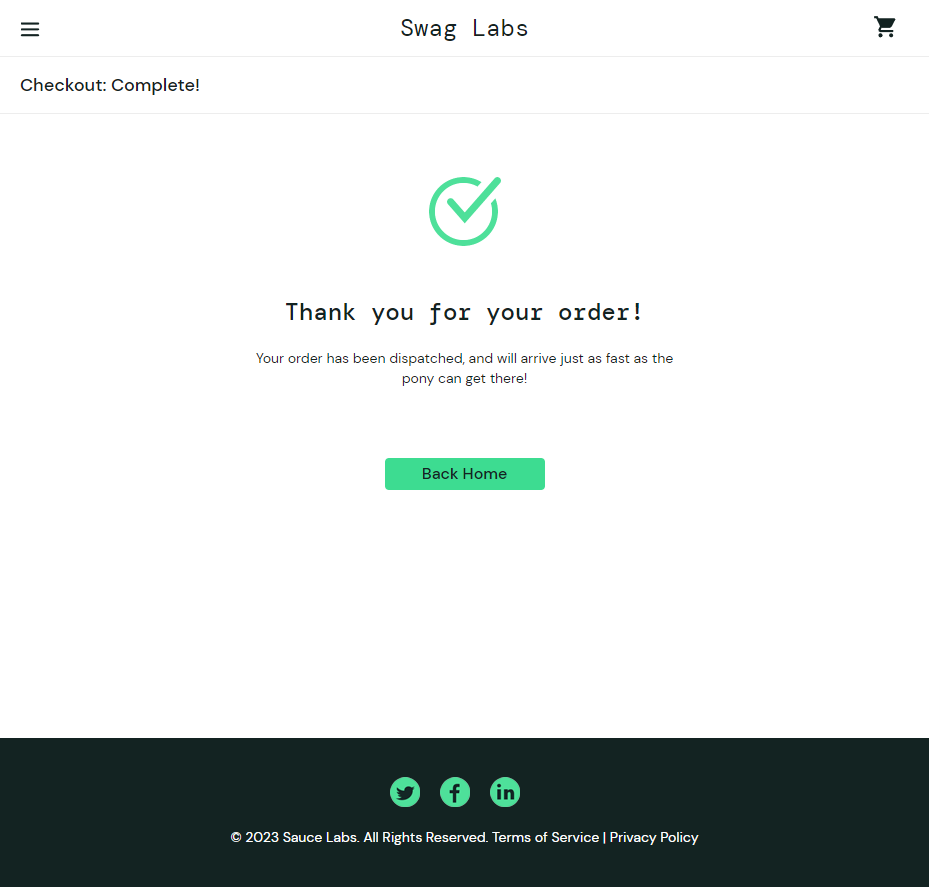 Swag Labs
Checkout: Complete!
Thank you for your order!
Your order has been dispatched, and will arrive just as fast as the
pony can get there!
Back Home
© 2023 Sauce Labs. All Rights Reserved. Terms of Service | Privacy Policy